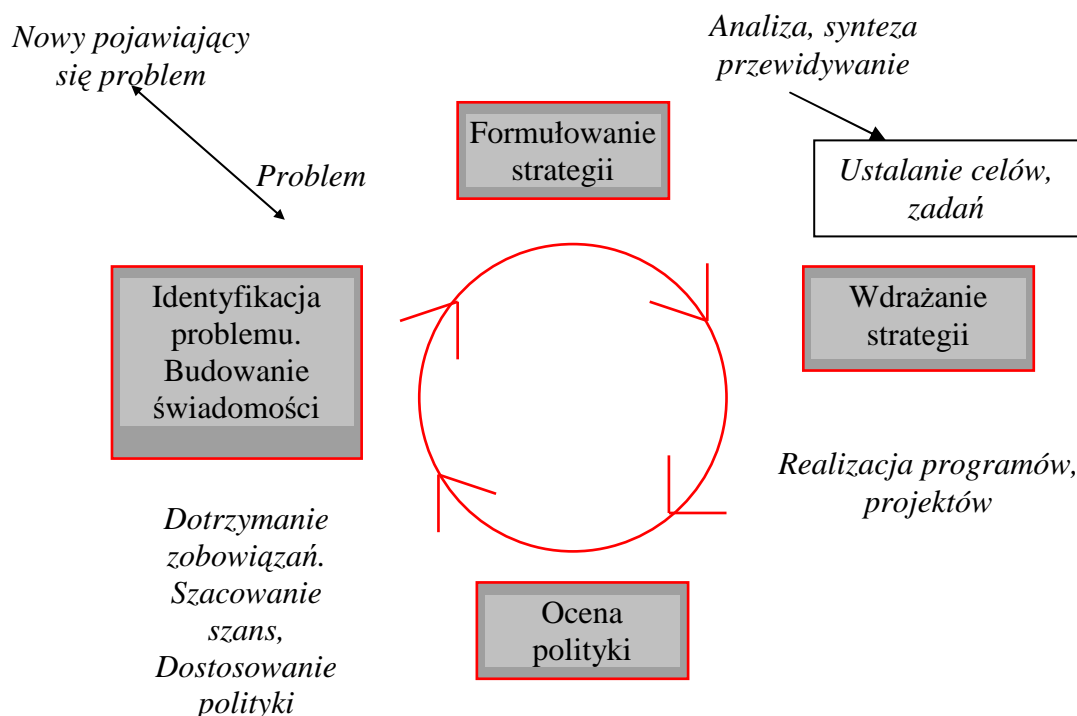 Nowy pojawiający
się problem
Analiza, synteza
przewidywanie
Formułowanie
strategii
Problem
Ustalanie celów,
zadań
Identyfikacja
problemu.
Budowanie
świadomości
Wdrażanie
strategii
Realizacja programów,
projektów
Dotrzymanie
zobowiązań.
Szacowanie
szans,
Dostosowanie
polityki
Ocena
polityki